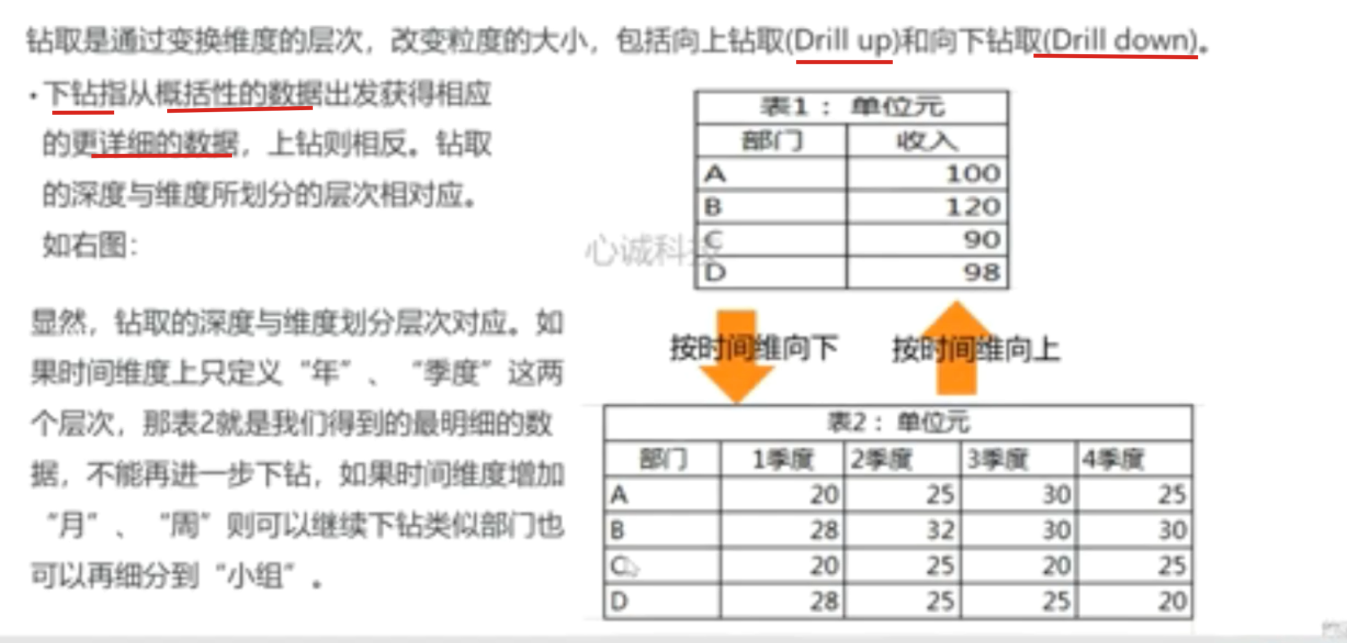 钻取是通过变换维度的层次，改变粒度的大小，包括向上钻取(Drill up)和向下钻取(Drill down)。
·下钻指从概括性的数据出发获得相应
的更详细的数据，上钻则相反。钻取
的深度与维度所划分的层次相对应。
如右图：
显然，钻取的深度与维度划分层次对应。如
果时间维度上只定义“年”、“季度”这两
个层次，那表2就是我们得到的最明细的数
据，不能再进一步下钻，如果时间维度增加
“月”、“周”则可以继续下钻类似部门也
可以再细分到“小组”。
表1：单位元
部门 收入
A 100
B 120
C 90
D 98
心诚科技
按时间维向下 按时间维向上
表2：单位元
部门 1季度 2季度 3季度 4季度
A 20 25 30 25
B 28 32 30 30
C 20 25 20 25
D 28 25 25 20